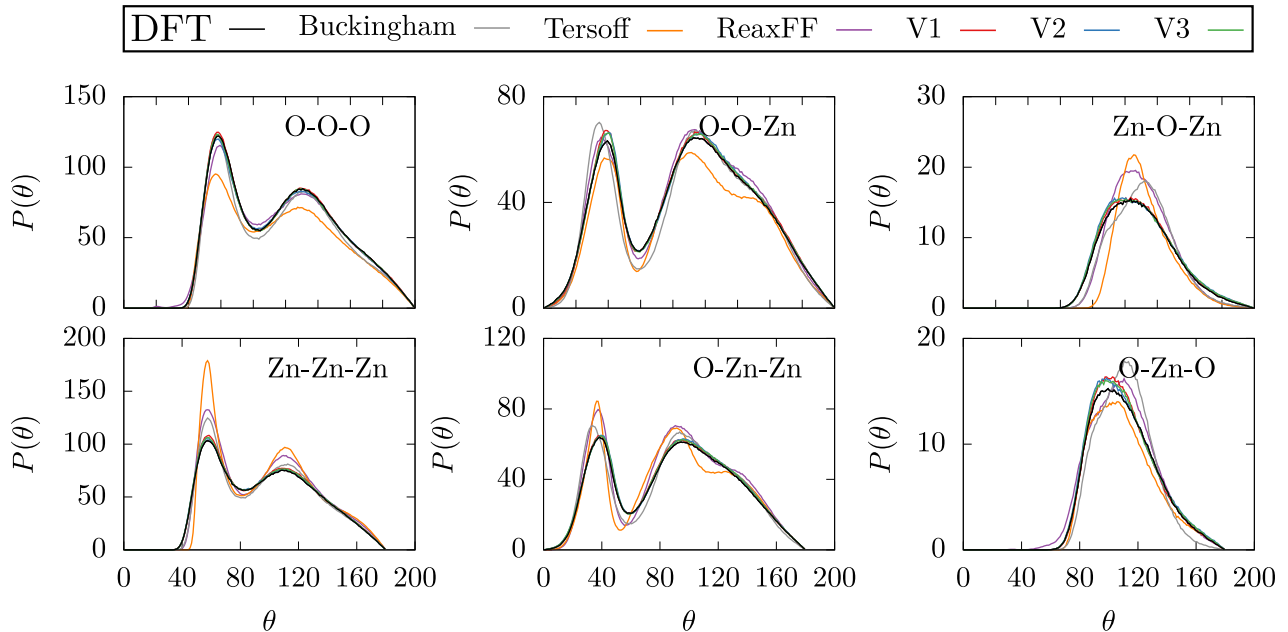 DFT Buckingham Tersoff ReaxFF V1 V2 V3
150
100
50
0
P(θ)
O-O-O
80
40
0
P(θ)
O-O-Zn
30
20
10
0
P(θ)
Zn-O-Zn
200
150
100
50
0
P(θ)
Zn-Zn-Zn
0 40 80 120 160 200
θ
120
80
40
0
P(θ)
O-Zn-Zn
0 40 80 120 160 200
θ
20
10
0
P(θ)
O-Zn-O
0 40 80 120 160 200
θ